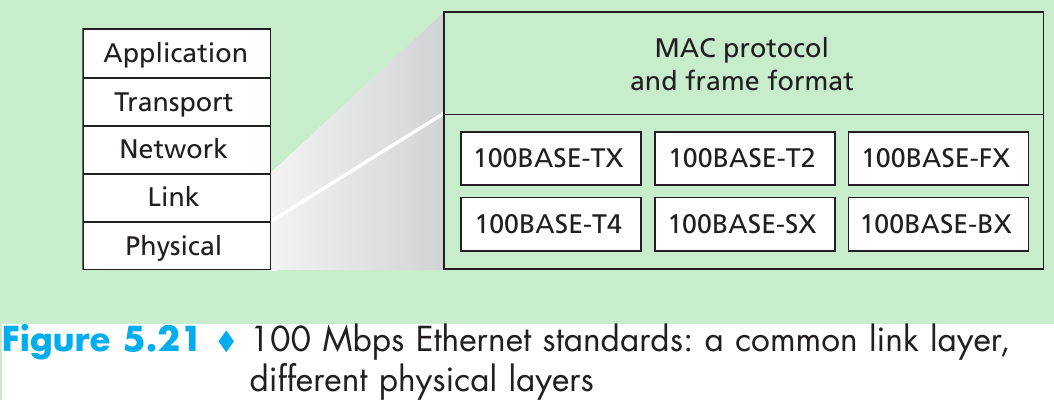 Application
Transport
Network
Link
Physical
MAC protocol
and frame format
100BASE-TX
100BASE-T2
100BASE-FX
100BASE-T4
100BASE-SX
100BASE-BX
Figure 5.21 ♦ 100 Mbps Ethernet standards: a common link layer,
different physical layers